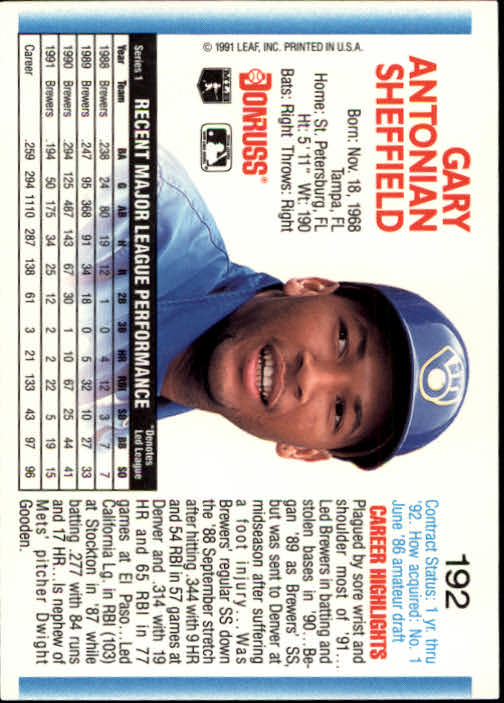 GARY
ANTONIAN
SHEFFIELD
Born: Nov. 18, 1968
Tampa, FL
Home: St. Petersburg, FL
Ht: 5' 11" Wt: 190
Bats: Right Throws: Right
DONRUSS®
MLB
© 1991 LEAF, INC. PRINTED IN U.S.A.
192
Contract Status: 1 yr. thru
92. How acquired: No. 1
June '86 amateur draft
CAREER HIGHLIGHTS
Plagued by sore wrist and
shoulder most of '91...
Led Brewers in batting and
stolen bases in '90... Be-
gan '89 as Brewers' SS,
but was sent to Denver at
midseason after suffering
a foot injury... Was
Brewers' regular SS down
the '88 September stretch
after hitting .344 with 9 HR
and 54 RBI in 57 games at
Denver and .314 with 19
HR and 65 RBI in 77
games at El Paso...Led
California Lg. in RBI (103)
at Stockton in '87 while
batting .277 with 84 runs
and 17 HR...Is nephew of
Mets' pitcher Dwight
Gooden.
Series 1 RECENT MAJOR LEAGUE PERFORMANCE *Denotes
Led League
Year Team BA G AB H R 2B 3B HR RBI SB BB SO
1988 Brewers .238 24 80 19 12 1 0 4 12 3 7 7
1989 Brewers .247 95 368 91 34 18 0 5 32 10 27 33
1990 Brewers .294 125 487 143 67 30 1 10 67 25 44 41
1991 Brewers .194 50 175 34 25 12 2 2 22 5 19 15
Career .259 294 1110 287 138 61 3 21 133 43 97 96